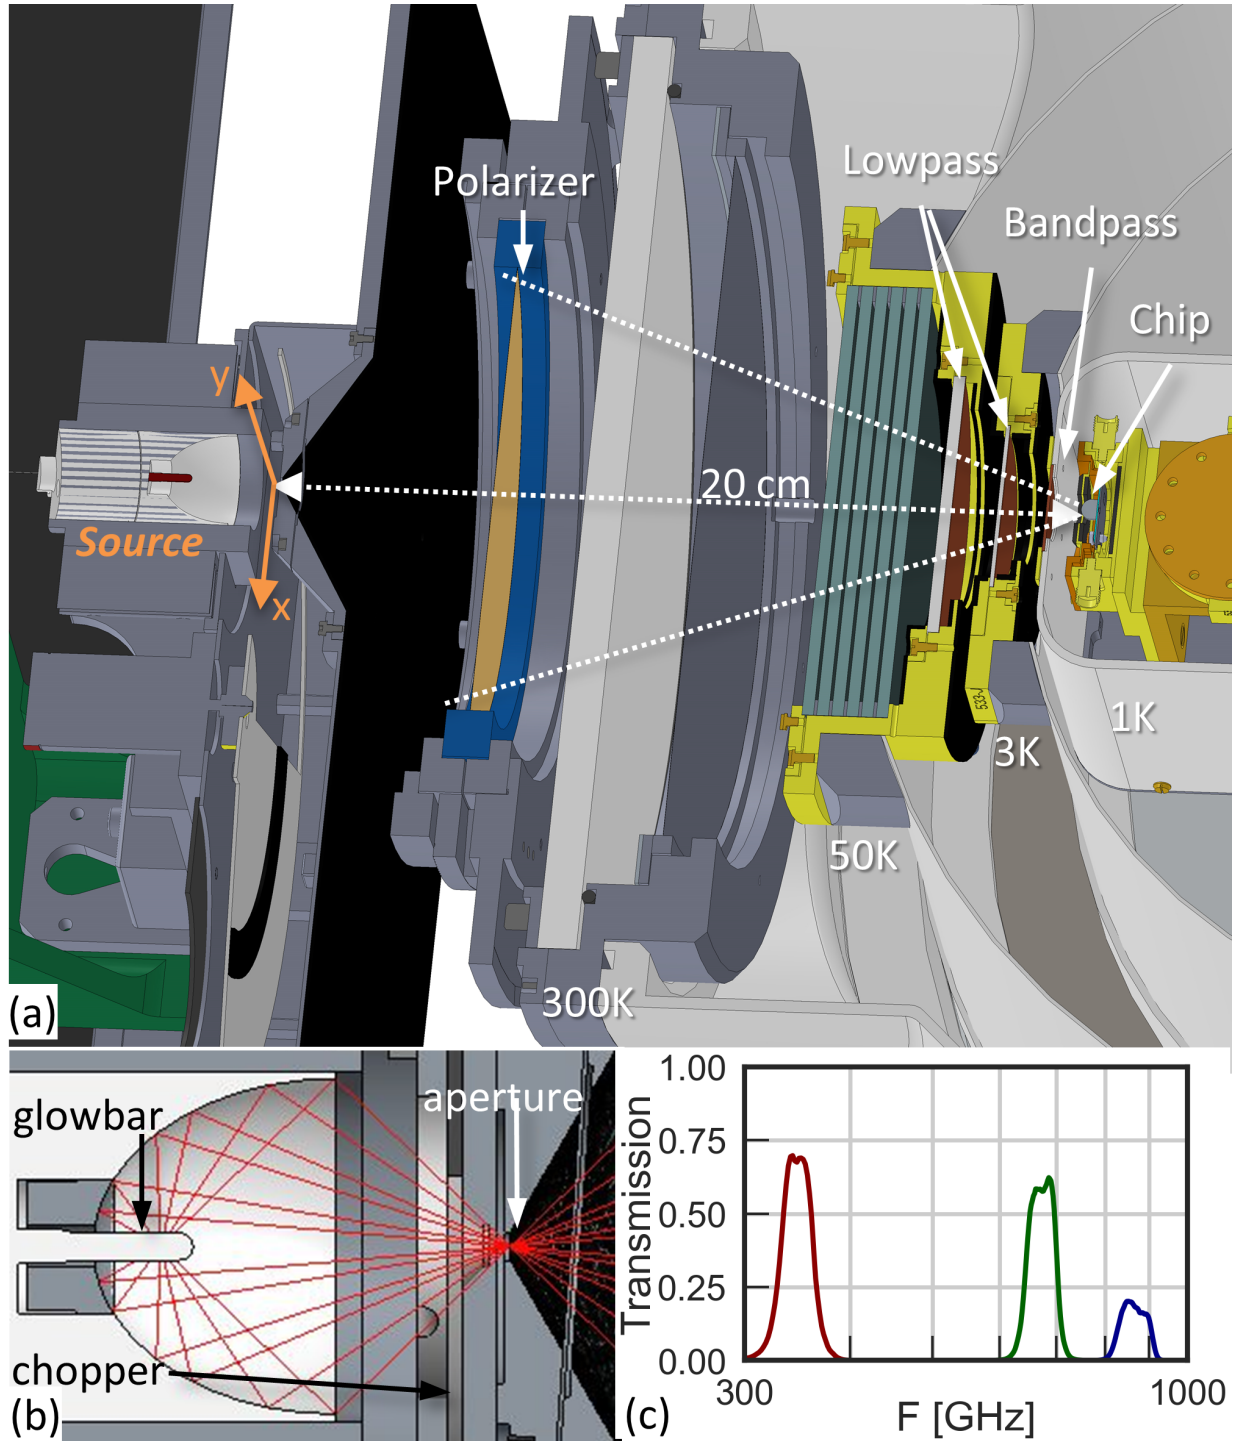 Polarizer
Lowpass
Bandpass
Chip
y
20 cm
Source
x
533-J
1K
3K
50K
300K
(a)
glowbar
aperture
chopper
(b)
1.00
0.75
0.50
0.25
0.00
Transmission
300
1000
F [GHz]
(c)